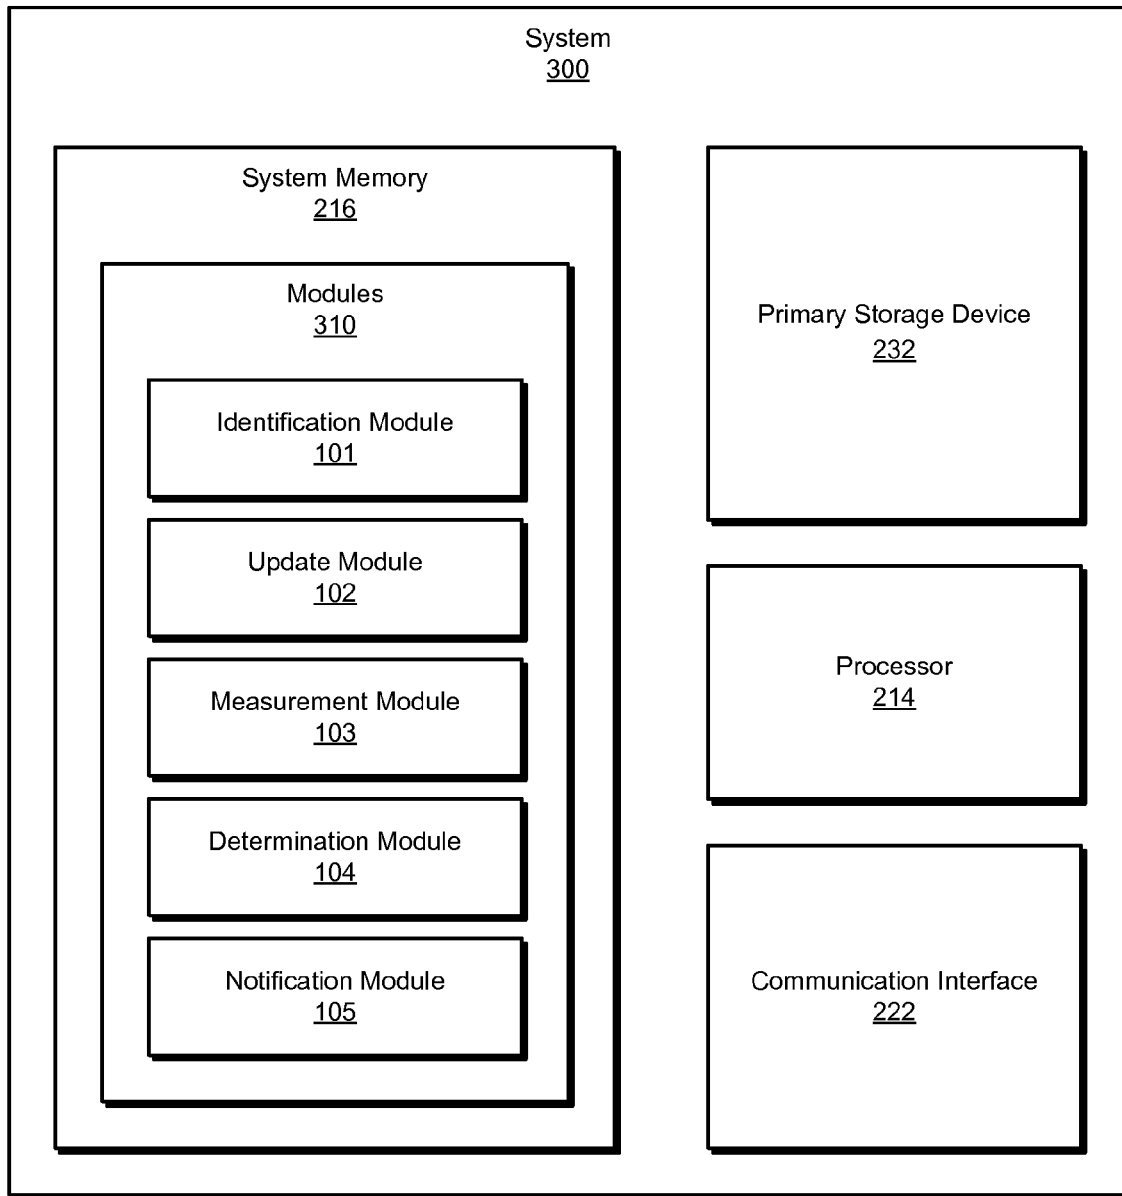 System
300
System Memory
216
Modules
310
Identification Module
101
Update Module
102
Measurement Module
103
Determination Module
104
Notification Module
105
Primary Storage Device
232
Processor
214
Communication Interface
222